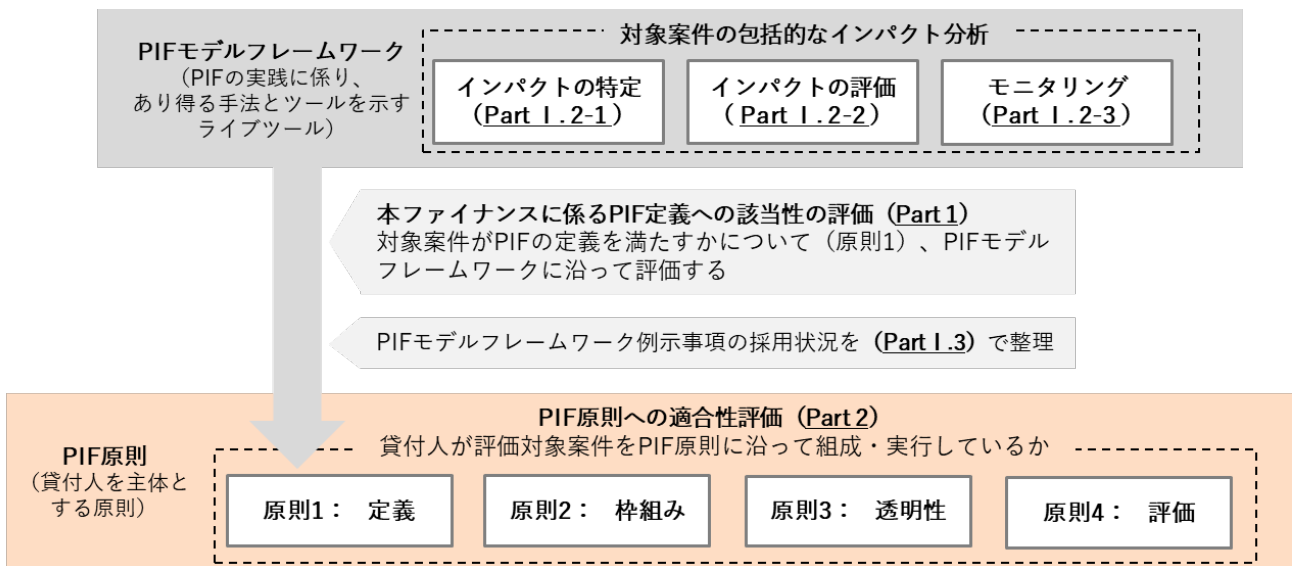 PIFモデルフレームワーク
（PIFの実践に係り、
あり得る手法とツールを示す
ライブツール）
対象案件の包括的なインパクト分析
インパクトの特定
（Part Ⅰ.2-1）
インパクトの評価
（Part Ⅰ.2-2）
モニタリング
（Part Ⅰ.2-3）
本ファイナンスに係るPIF定義への該当性の評価（Part 1）
対象案件がPIFの定義を満たすかについて（原則1）、PIFモデル
フレームワークに沿って評価する
PIFモデルフレームワーク例示事項の採用状況を（Part Ⅰ.3）で整理
PIF原則への適合性評価（Part 2）
貸付人が評価対象案件をPIF原則に沿って組成・実行しているか
PIF原則
（貸付人を主体と
する原則）
原則1： 定義
原則2： 枠組み
原則3： 透明性
原則4： 評価